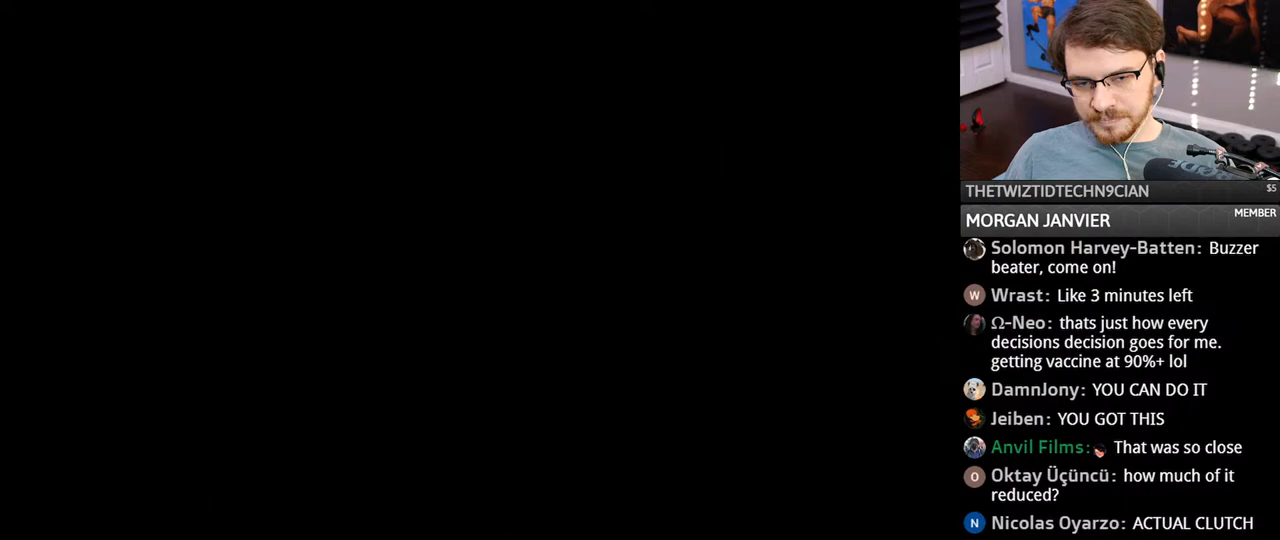 THETWIZTIDTECHN9CIAN $5
MORGAN JANVIER MEMBER
Solomon Harvey-Batten: Buzzer
beater, come on!
W Wrast: Like 3 minutes left
Ω-Neo: thats just how every
decisions decision goes for me.
getting vaccine at 90%+ lol
DamnJony: YOU CAN DO IT
Jeiben: YOU GOT THIS
Anvil Films: That was so close
O Oktay Üçüncü: how much of it
reduced?
N Nicolas Oyarzo: ACTUAL CLUTCH